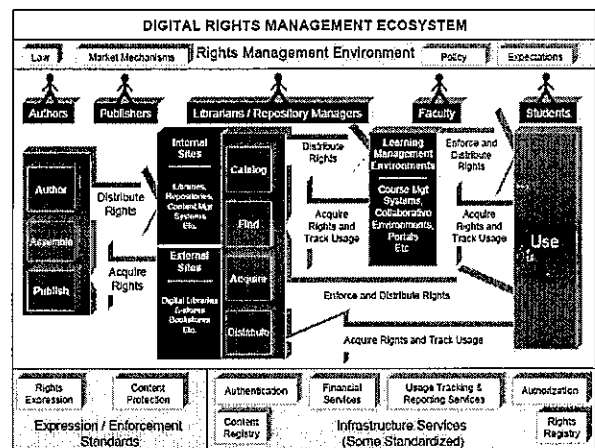 DIGITAL RIGHTS MANAGEMENT ECOSYSTEM
Law
Market Mechanisms
Rights Management Environment
Policy
Expectations
Authors
Publishers
Librarians / Repository Managers
Faculty
Students
Author
Assemble
Publish
Distribute
Rights
Acquire
Rights
Internal
Sites
Libraries,
Repositories,
Content Mgt
Systems
Etc.
External
Sites
Digital Libraries
Bookstores
Etc.
Catalog
Find
Acquire
Distribute
Distribute
Rights
Acquire
Rights and
Track Usage
Learning
Management
Environments
Course Mgt
Systems,
Collaborative
Environments,
Portals
Etc
Enforce and
Distribute
Rights
Acquire
Rights and
Track Usage
Use
Enforce and Distribute Rights
Acquire Rights and Track Usage
Rights
Expression
Content
Protection
Expression / Enforcement
Standards
Authentication
Financial
Services
Usage Tracking &
Reporting Services
Authorization
Content
Registry
Infrastructure Services
(Some Standardized)
Rights
Registry